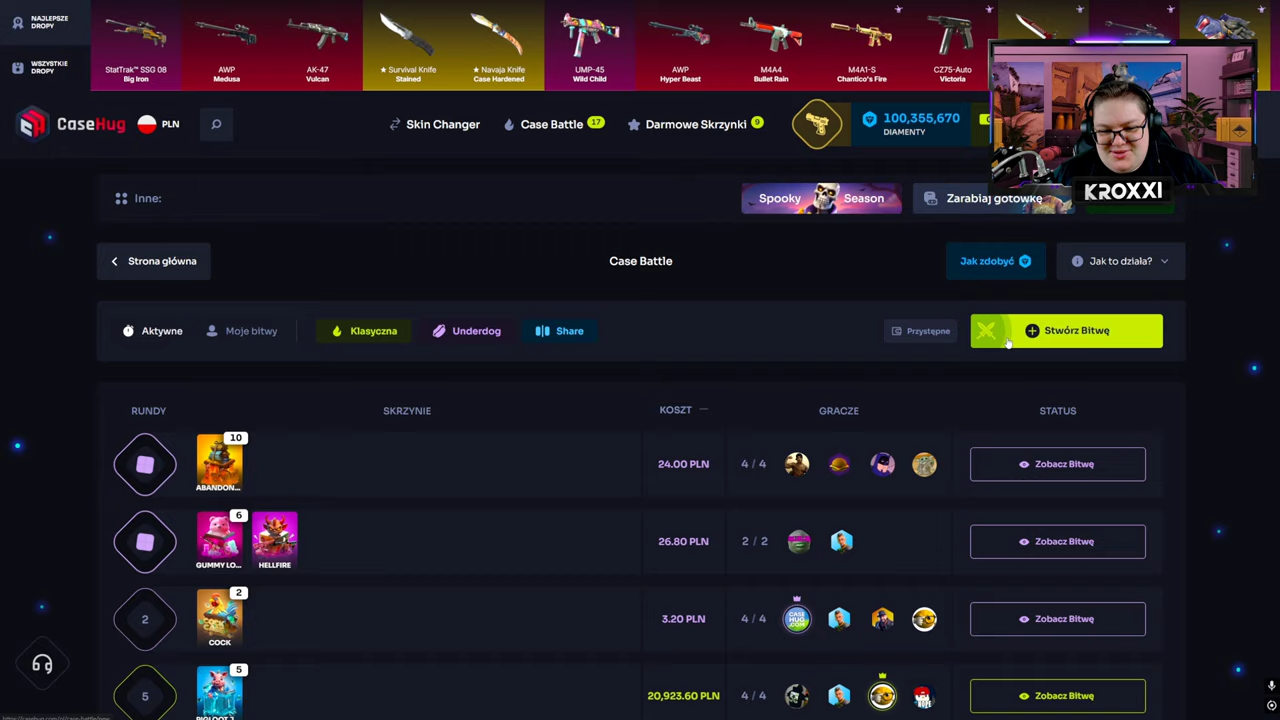 NAJLEPSZE
DROPY
WSZYSTKIE
DROPY
StatTrak™ SSG 08
Big Iron
AWP
Medusa
AK-47
Vulcan
★ Survival Knife
Stained
★ Navaja Knife
Case Hardened
UMP-45
Wild Child
AWP
Hyper Beast
M4A4
Bullet Rain
M4A1-S
Chantico's Fire
CZ75-Auto
Victoria
CaseHug
PLN
Skin Changer
Case Battle 17
Darmowe Skrzynki 9
100,355,670
DIAMENTY
KROXXI
Inne:
Spooky Season
Zarabiaj gotówkę
Strona główna
Case Battle
Jak zdobyć
Jak to działa?
Aktywne
Moje bitwy
Klasyczna
Underdog
Share
Przystępne
Stwórz Bitwę
RUNDY
SKRZYNIE
KOSZT
GRACZE
STATUS
10
ABANDON...
24.00 PLN
4 / 4
Zobacz Bitwę
6
GUMMY LO...
HELLFIRE
26.80 PLN
2 / 2
Zobacz Bitwę
2
2
COCK
3.20 PLN
4 / 4
CASE
HUG
.COM
Zobacz Bitwę
5
5
20,923.60 PLN
4 / 4
Zobacz Bitwę